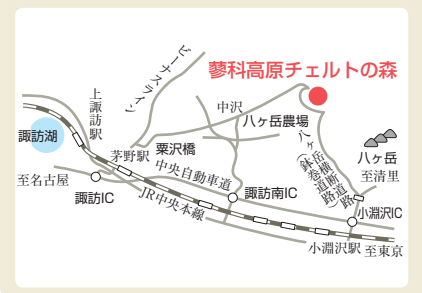 ビーナスライン
蓼科高原チェルトの森
上諏訪駅
中沢
八ヶ岳農場
諏訪湖
粟沢橋
茅野駅
八ヶ岳横断道路
(鉢巻道路)
八ヶ岳
至清里
中央自動車道
至名古屋
諏訪IC
JR中央本線
諏訪南IC
小淵沢IC
小淵沢駅
至東京